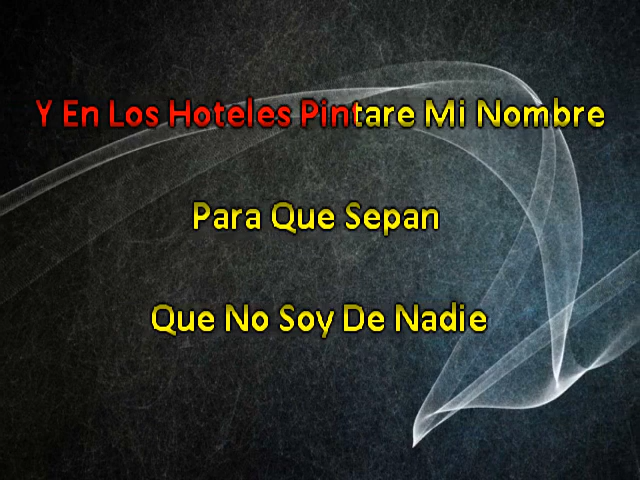 Y En Los Hoteles Pintare Mi Nombre
Para Que Sepan
Que No Soy De Nadie